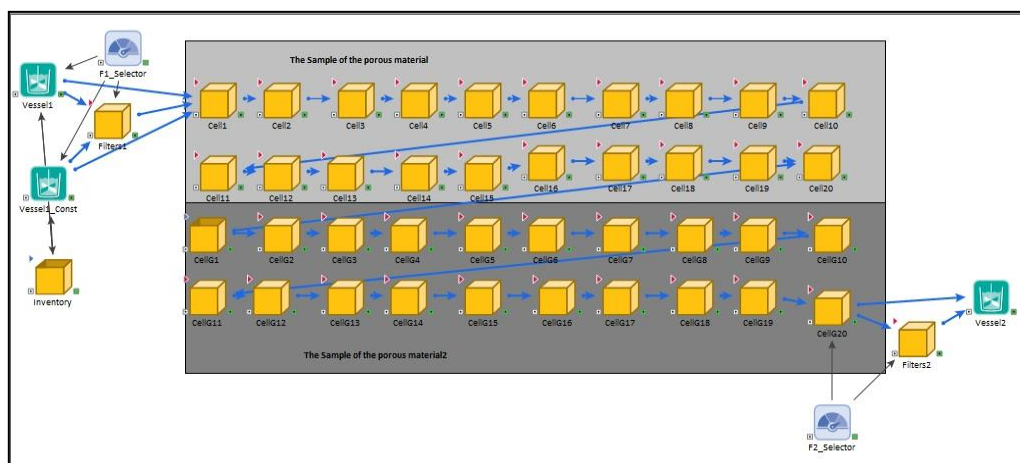 F1_Selector
The Sample of the porous material
Vessel1
Filters1
Cell1 Cell2 Cell3 Cell4 Cell5 Cell6 Cell7 Cell8 Cell9 Cell10
Cell11 Cell12 Cell13 Cell14 Cell15 Cell16 Cell17 Cell18 Cell19 Cell20
Vessel1_Const
CellG1 CellG2 CellG3 CellG4 CellG5 CellG6 CellG7 CellG8 CellG9 CellG10
Inventory
CellG11 CellG12 CellG13 CellG14 CellG15 CellG16 CellG17 CellG18 CellG19 CellG20
Vessel2
The Sample of the porous material2
Filters2
F2_Selector